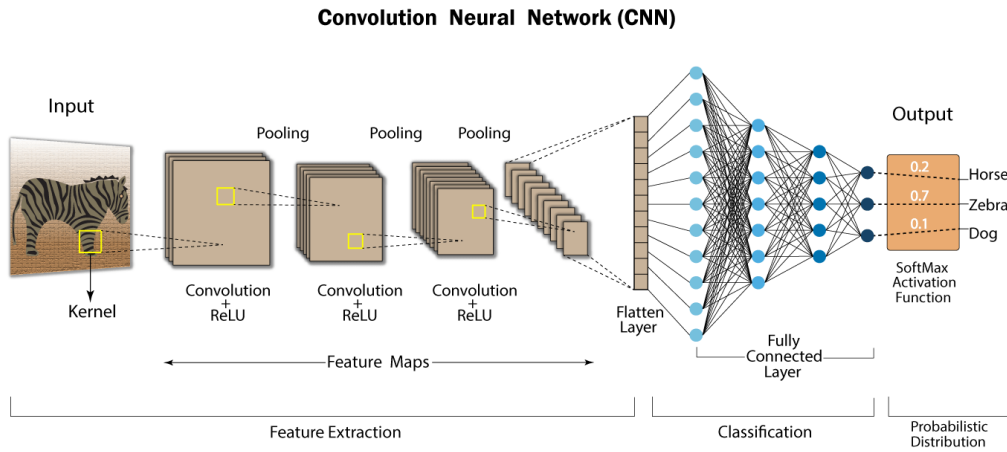 Convolution Neural Network (CNN)
Input
Output
Pooling
Pooling
Pooling
0.2
Horse
0.7
Zebra
0.1
Dog
Kernel
Convolution
+
ReLU
Convolution
+
ReLU
Convolution
+
ReLU
Flatten
Layer
SoftMax
Activation
Function
Feature Maps
Fully
Connected
Layer
Feature Extraction
Classification
Probabilistic
Distribution